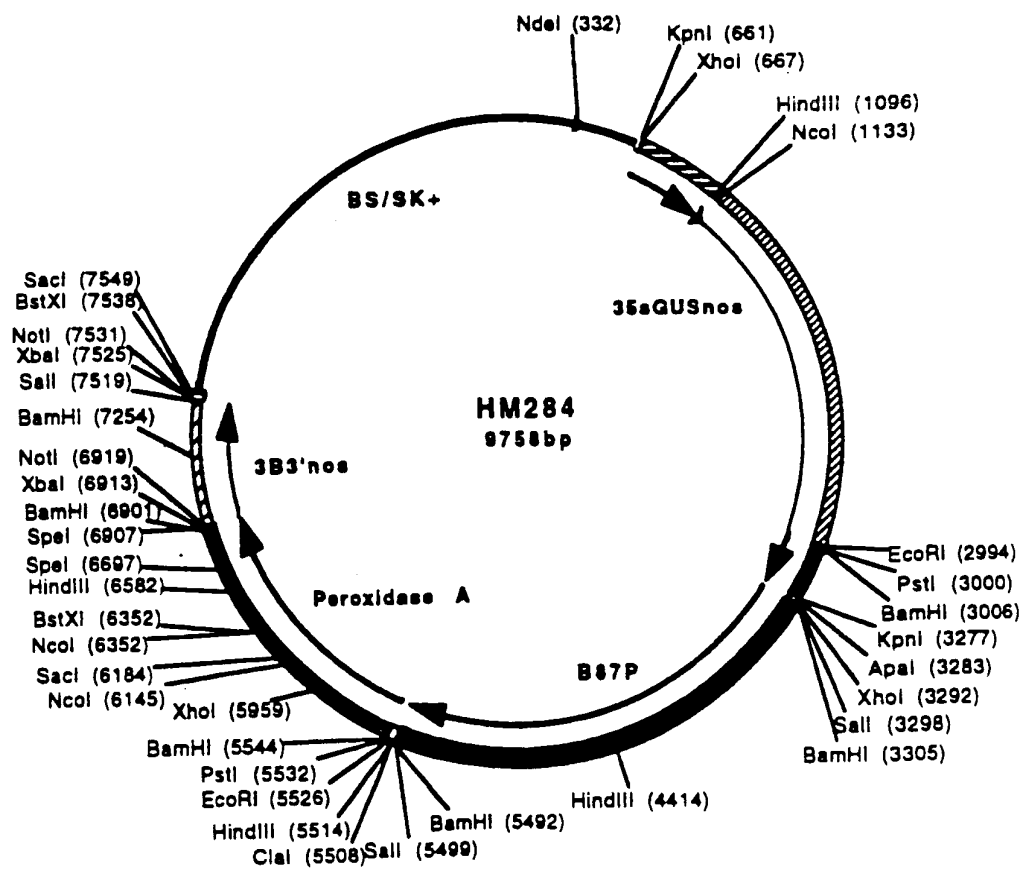 NdeI (332)
KpnI (661)
XhoI (667)
HindIII (1096)
NcoI (1133)
BS/SK+
35sGUSnos
HM284
9758bp
SacI (7549)
BstXI (7538)
NotI (7531)
XbaI (7525)
SalI (7519)
BamHI (7254)
NotI (6919)
XbaI (6913)
BamHI (6901)
SpeI (6907)
SpeI (6697)
HindIII (6582)
BstXI (6352)
NcoI (6352)
SacI (6184)
NcoI (6145)
XhoI (5959)
BamHI (5544)
PstI (5532)
EcoRI (5526)
HindIII (5514)
ClaI (5508)
SalI (5499)
BamHI (5492)
HindIII (4414)
3B3'nos
Peroxidase A
B87P
EcoRI (2994)
PstI (3000)
BamHI (3006)
KpnI (3277)
ApaI (3283)
XhoI (3292)
SalI (3298)
BamHI (3305)